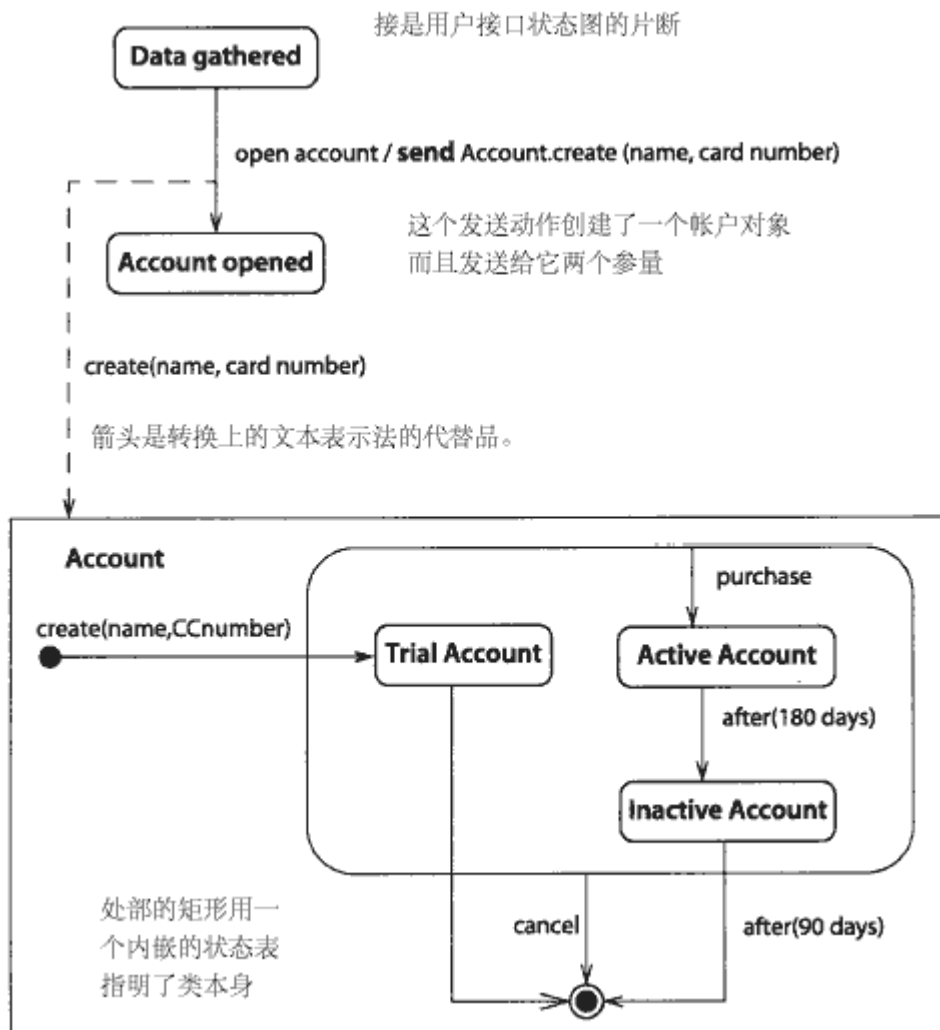 接是用户接口状态图的片断
Data gathered
open account / send Account.create (name, card number)
这个发送动作创建了一个帐户对象
而且发送给它两个参量
Account opened
create(name, card number)
箭头是转换上的文本表示法的代替品。
Account
purchase
create(name,CCnumber)
Trial Account
Active Account
after(180 days)
Inactive Account
处部的矩形用一
个内嵌的状态表
指明了类本身
cancel
after(90 days)